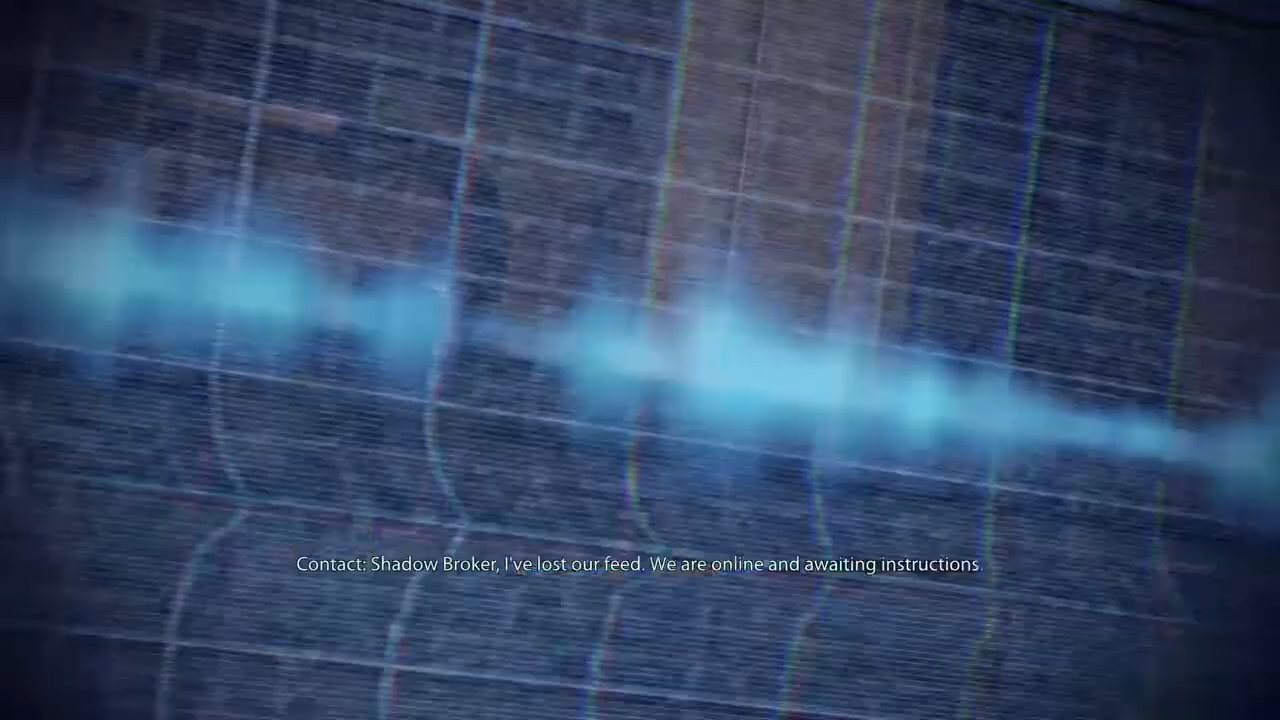 Contact: Shadow Broker, I've lost our feed. We are online and awaiting instructions.